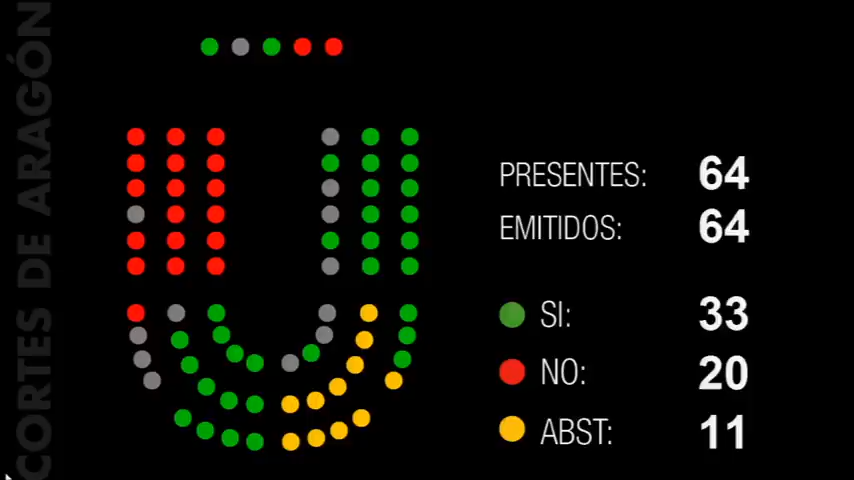 CORTES DE ARAGÓN
PRESENTES: 64
EMITIDOS: 64
SI: 33
NO: 20
ABST: 11